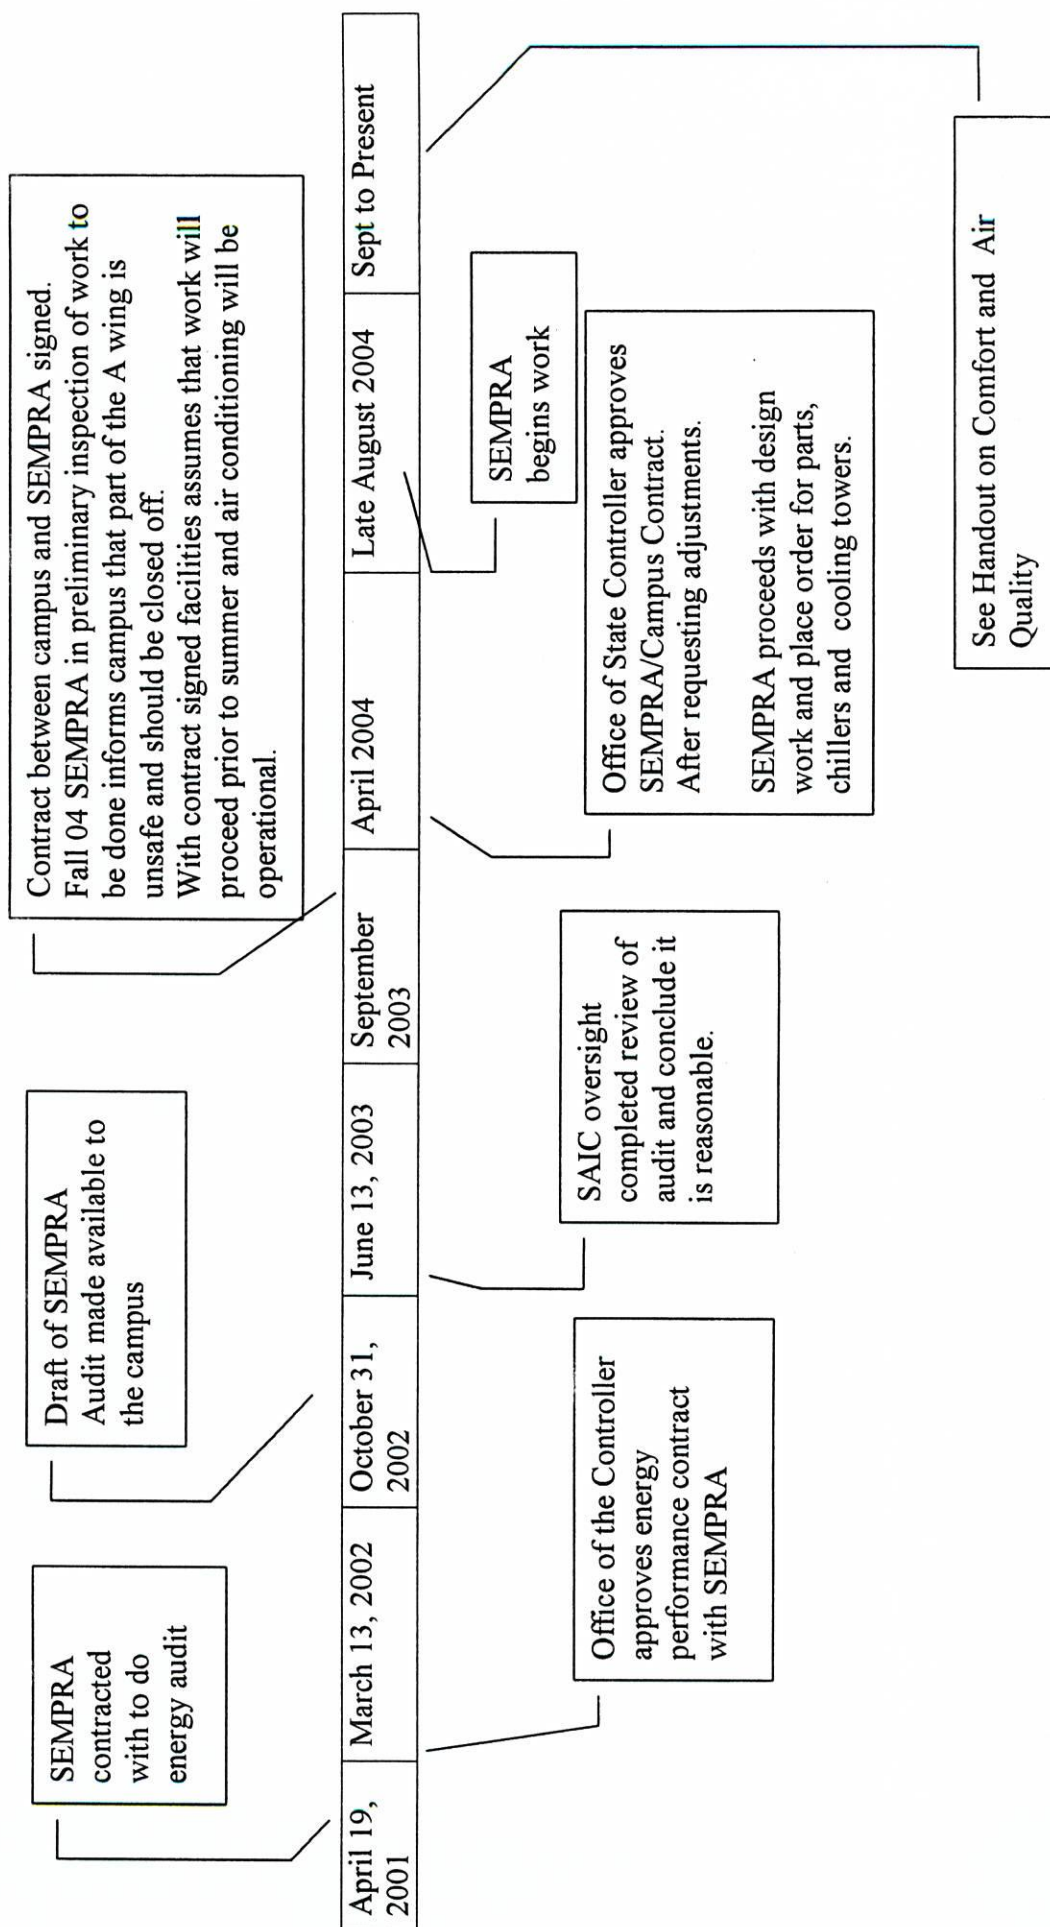 SEMPRA
contracted
with to do
energy audit
Draft of SEMPRA
Audit made available to
the campus
Contract between campus and SEMPRA signed.
Fall 04 SEMPRA in preliminary inspection of work to
be done informs campus that part of the A wing is
unsafe and should be closed off.
With contract signed facilities assumes that work will
proceed prior to summer and air conditioning will be
operational.
April 19,
2001
March 13, 2002
October 31,
2002
June 13, 2003
September
2003
April 2004
Late August 2004
Sept to Present
Office of the Controller
approves energy
performance contract
with SEMPRA
SAIC oversight
completed review of
audit and conclude it
is reasonable.
Office of State Controller approves
SEMPRA/Campus Contract.
After requesting adjustments.
SEMPRA proceeds with design
work and place order for parts,
chillers and cooling towers.
SEMPRA
begins work
See Handout on Comfort and Air
Quality